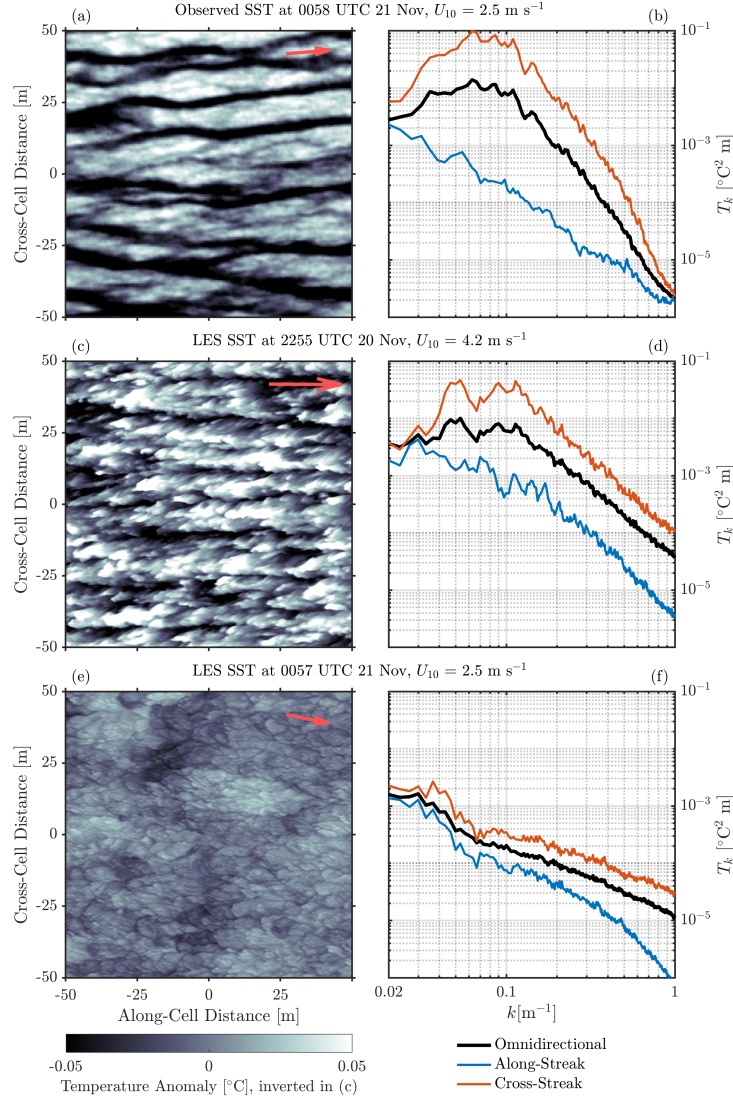 Observed SST at 0058 UTC 21 Nov, U₁₀ = 2.5 m s⁻¹
(a)
(b)
50
25
0
-25
-50
Cross-Cell Distance [m]
10⁻¹
10⁻³
10⁻⁵
Tₖ [°C² m]
LES SST at 2255 UTC 20 Nov, U₁₀ = 4.2 m s⁻¹
(c)
(d)
50
25
0
-25
-50
Cross-Cell Distance [m]
10⁻¹
10⁻³
10⁻⁵
Tₖ [°C² m]
LES SST at 0057 UTC 21 Nov, U₁₀ = 2.5 m s⁻¹
(e)
(f)
50
25
0
-25
-50
Cross-Cell Distance [m]
10⁻¹
10⁻³
10⁻⁵
Tₖ [°C² m]
-50 -25 0 25 50
Along-Cell Distance [m]
0.02 0.1 1
k[m⁻¹]
-0.05 0 0.05
Temperature Anomaly [°C], inverted in (c)
Omnidirectional
Along-Streak
Cross-Streak